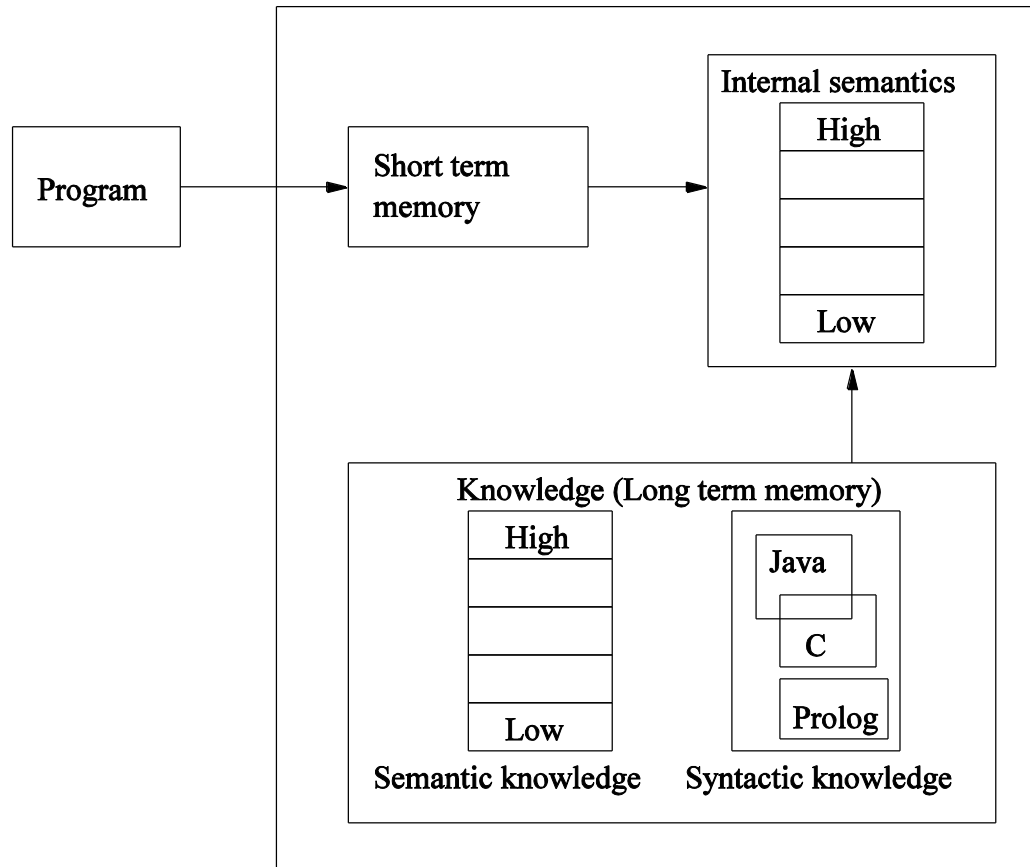 Internal semantics
High
Low
Program
Short term
memory
Knowledge (Long term memory)
High
Low
Semantic knowledge
Java
C
Prolog
Syntactic knowledge